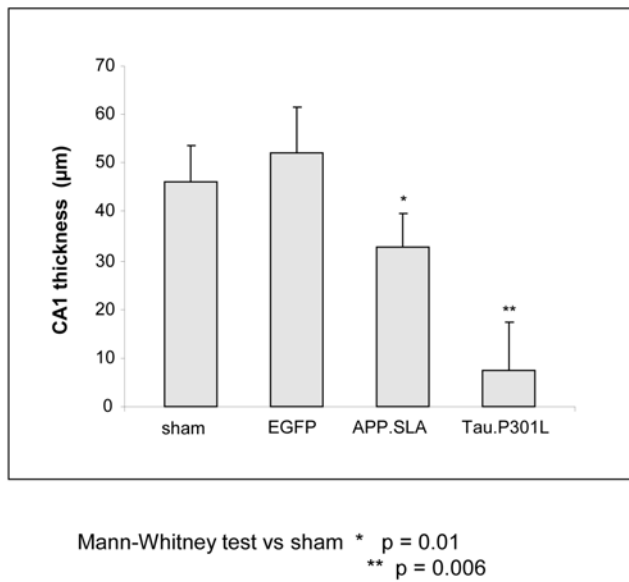 70
60
50
40
30
20
10
0
CA1 thickness (µm)
*
**
sham EGFP APP.SLA Tau.P301L
Mann-Whitney test vs sham * p = 0.01
** p = 0.006